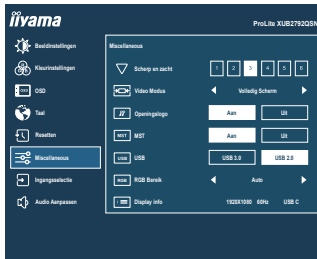 iiyama
ProLite XUB2792QSN
Beeldinstellingen
Miscellaneous
Kleurinstellingen
Scherp en zacht 1 2 3 4 5 6
OSD OSD
Video Modus Volledig Scherm
Taal
Openingslogo Aan Uit
Resetten
MST MST Aan Uit
Miscellaneous
USB USB USB 3.0 USB 2.0
Ingangsselectie
RGB RGB Bereik Auto
Audio Aanpassen
Display info 1920X1080 60Hz USB C